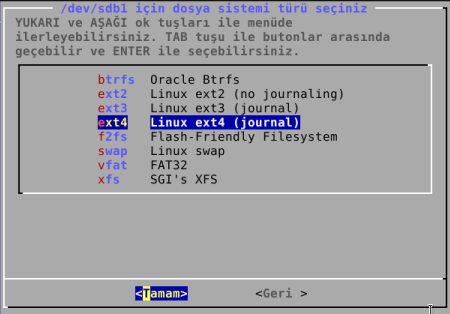 /dev/sdb1 için dosya sistemi türü seçiniz
YUKARI ve AŞAĞI ok tuşları ile menüde
ilerleyebilirsiniz. TAB tuşu ile butonlar arasında
geçebilir ve ENTER ile seçebilirsiniz.
btrfs Oracle Btrfs
ext2 Linux ext2 (no journaling)
ext3 Linux ext3 (journal)
ext4 Linux ext4 (journal)
f2fs Flash-Friendly Filesystem
swap Linux swap
vfat FAT32
xfs SGI's XFS
<Tamam> <Geri >